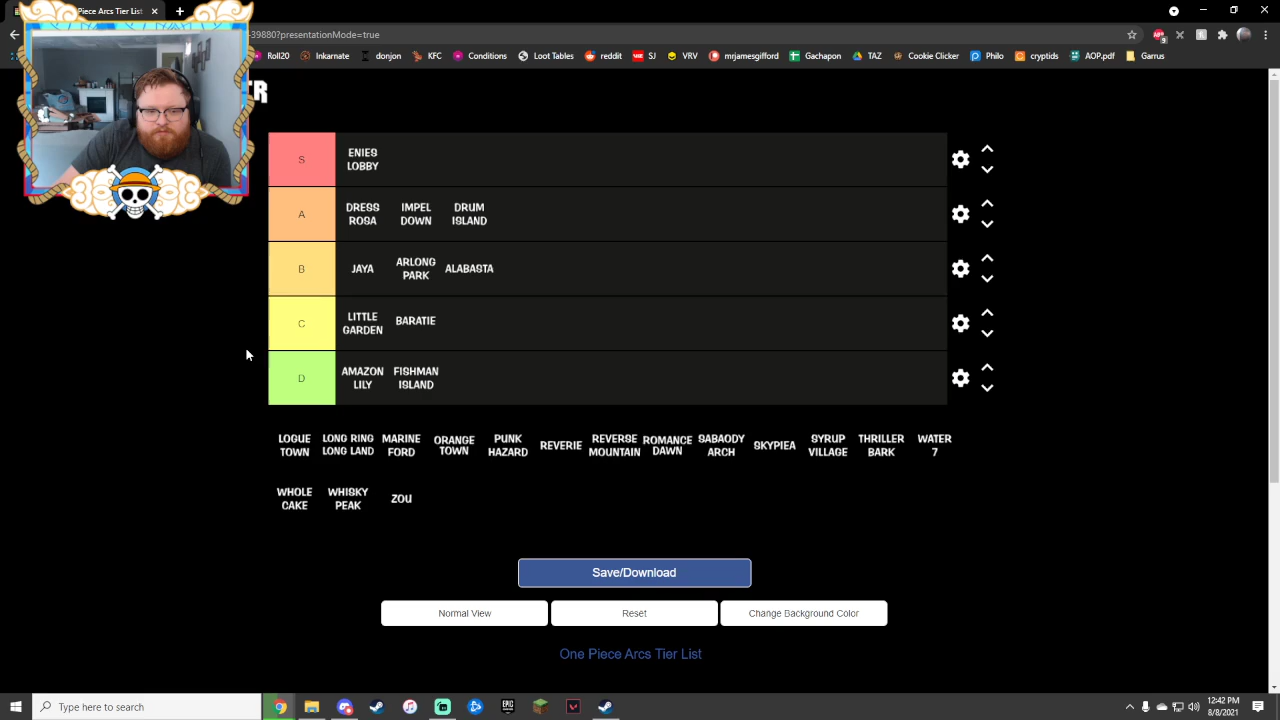 Piece Arcs Tier List
-39880?presentationMode=true
Roll20 Inkarnate donjon KFC Conditions Loot Tables reddit SJ VRV mrjamesgifford Gachapon TAZ Cookie Clicker Philo cryptids AOP.pdf Garrus
ER
S
ENIES
LOBBY
A
DRESS
ROSA
IMPEL
DOWN
DRUM
ISLAND
B
JAYA
ARLONG
PARK
ALABASTA
C
LITTLE
GARDEN
BARATIE
D
AMAZON
LILY
FISHMAN
ISLAND
LOGUE
TOWN
LONG RING
LONG LAND
MARINE
FORD
ORANGE
TOWN
PUNK
HAZARD
REVERIE
REVERSE
MOUNTAIN
ROMANCE
DAWN
SABAODY
ARCH
SKYPIEA
SYRUP
VILLAGE
THRILLER
BARK
WATER
7
WHOLE
CAKE
WHISKY
PEAK
ZOU
Save/Download
Normal View
Reset
Change Background Color
One Piece Arcs Tier List
Type here to search
12:42 PM
8/8/2021